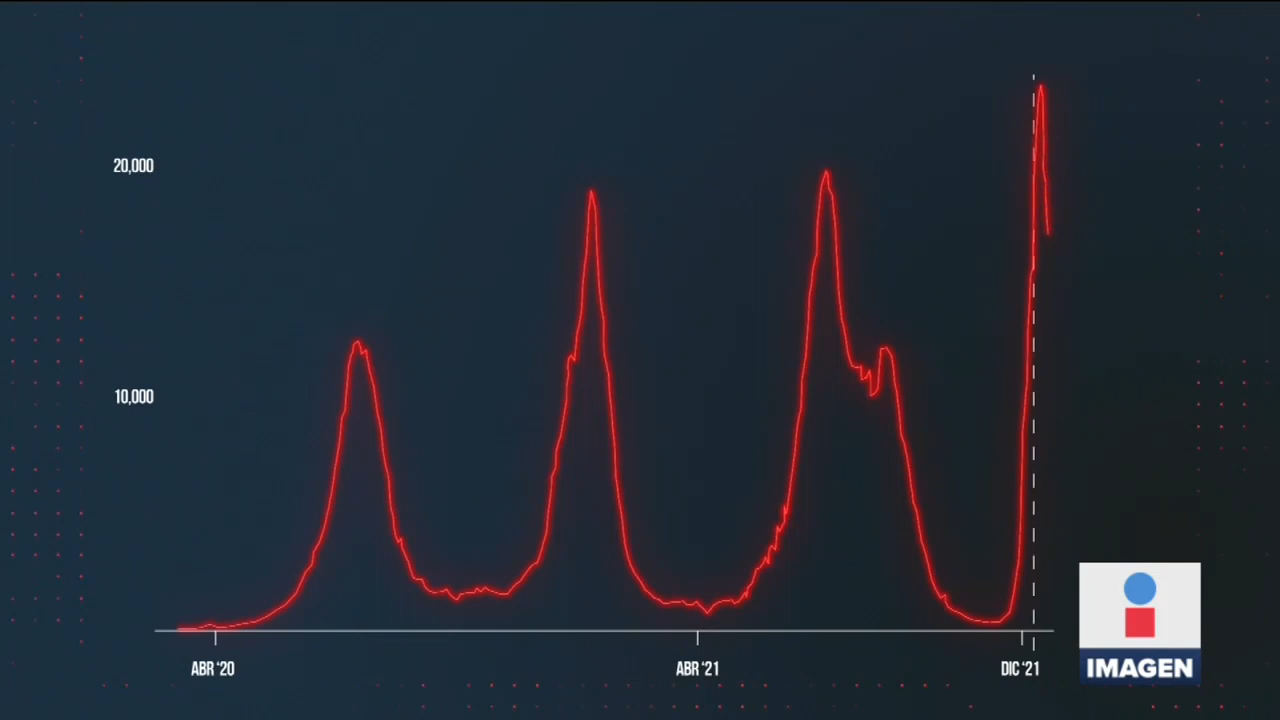 20,000
10,000
ABR ‘20
ABR ‘21
DIC ‘21
IMAGEN